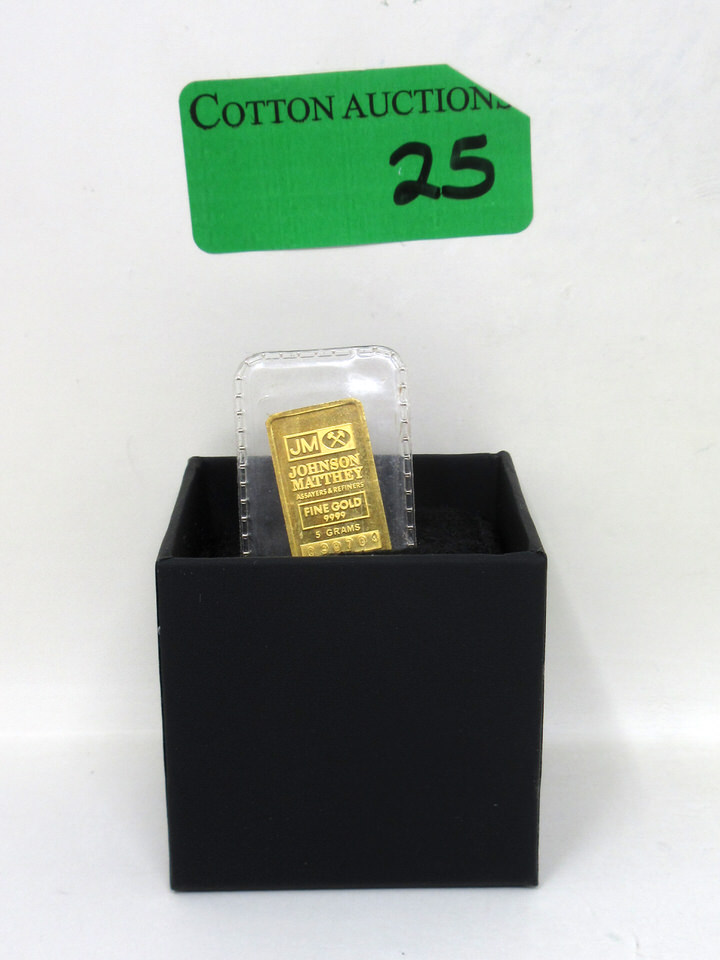 COTTON AUCTIONS
25
JM
JOHNSON
MATTHEY
ASSAYERS & REFINERS
FINE GOLD
9999
5 GRAMS